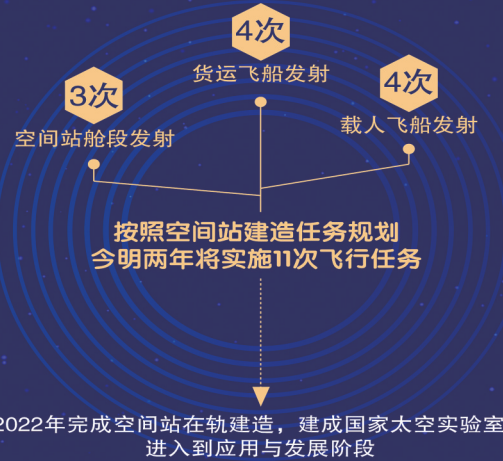 4次
货运飞船发射
3次
空间站舱段发射
4次
载人飞船发射
按照空间站建造任务规划
今明两年将实施11次飞行任务
2022年完成空间站在轨建造，建成国家太空实验室
进入到应用与发展阶段